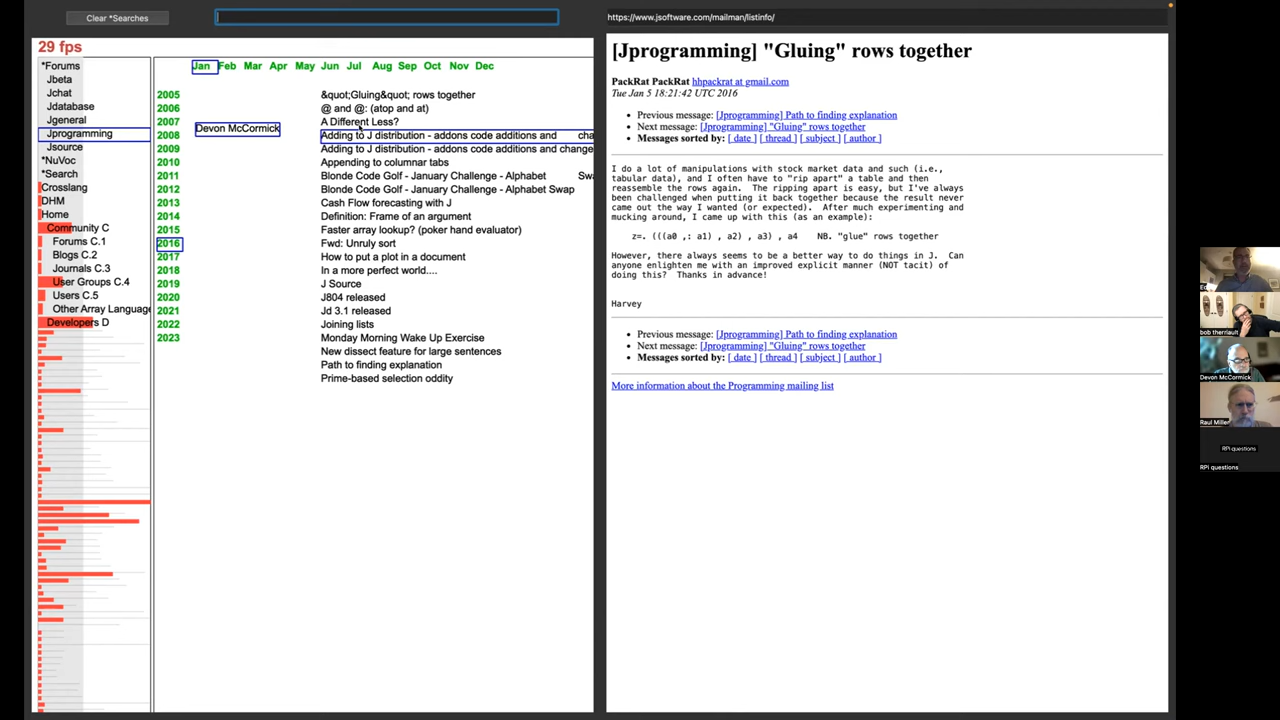 Clear *Searches
https://www.jsoftware.com/mailman/listinfo/
29 fps
*Forums
Jbeta
Jchat
Jdatabase
Jgeneral
Jprogramming
Jsource
*NuVoc
*Search
Crosslang
DHM
Home
Community C
Forums C.1
Blogs C.2
Journals C.3
User Groups C.4
Users C.5
Other Array Language
Developers D
Jan Feb Mar Apr May Jun Jul Aug Sep Oct Nov Dec
2005
2006
2007
2008
2009
2010
2011
2012
2013
2014
2015
2016
2017
2018
2019
2020
2021
2022
2023
Devon McCormick
&quot;Gluing&quot; rows together
@ and @: (atop and at)
A Different Less?
Adding to J distribution - addons code additions and cha
Adding to J distribution - addons code additions and change
Appending to columnar tabs
Blonde Code Golf - January Challenge - Alphabet Swa
Blonde Code Golf - January Challenge - Alphabet Swap
Cash Flow forecasting with J
Definition: Frame of an argument
Faster array lookup? (poker hand evaluator)
Fwd: Unruly sort
How to put a plot in a document
In a more perfect world....
J Source
J804 released
Jd 3.1 released
Joining lists
Monday Morning Wake Up Exercise
New dissect feature for large sentences
Path to finding explanation
Prime-based selection oddity
[Jprogramming] "Gluing" rows together
PackRat PackRat hhpackrat at gmail.com
Tue Jan 5 18:21:42 UTC 2016
Previous message: [Jprogramming] Path to finding explanation
Next message: [Jprogramming] "Gluing" rows together
Messages sorted by: [ date ] [ thread ] [ subject ] [ author ]
I do a lot of manipulations with stock market data and such (i.e.,
tabular data), and I often have to "rip apart" a table and then
reassemble the rows again. The ripping apart is easy, but I've always
been challenged when putting it back together because the result never
came out the way I wanted (or expected). After much experimenting and
mucking around, I came up with this (as an example):
z=. (((a0 ,: a1) , a2) , a3) , a4 NB. "glue" rows together
However, there always seems to be a better way to do things in J. Can
anyone enlighten me with an improved explicit manner (NOT tacit) of
doing this? Thanks in advance!
Harvey
Previous message: [Jprogramming] Path to finding explanation
Next message: [Jprogramming] "Gluing" rows together
Messages sorted by: [ date ] [ thread ] [ subject ] [ author ]
More information about the Programming mailing list
bob therriault
Devon McCormick
Raul Miller
RPi questions
RPi questions